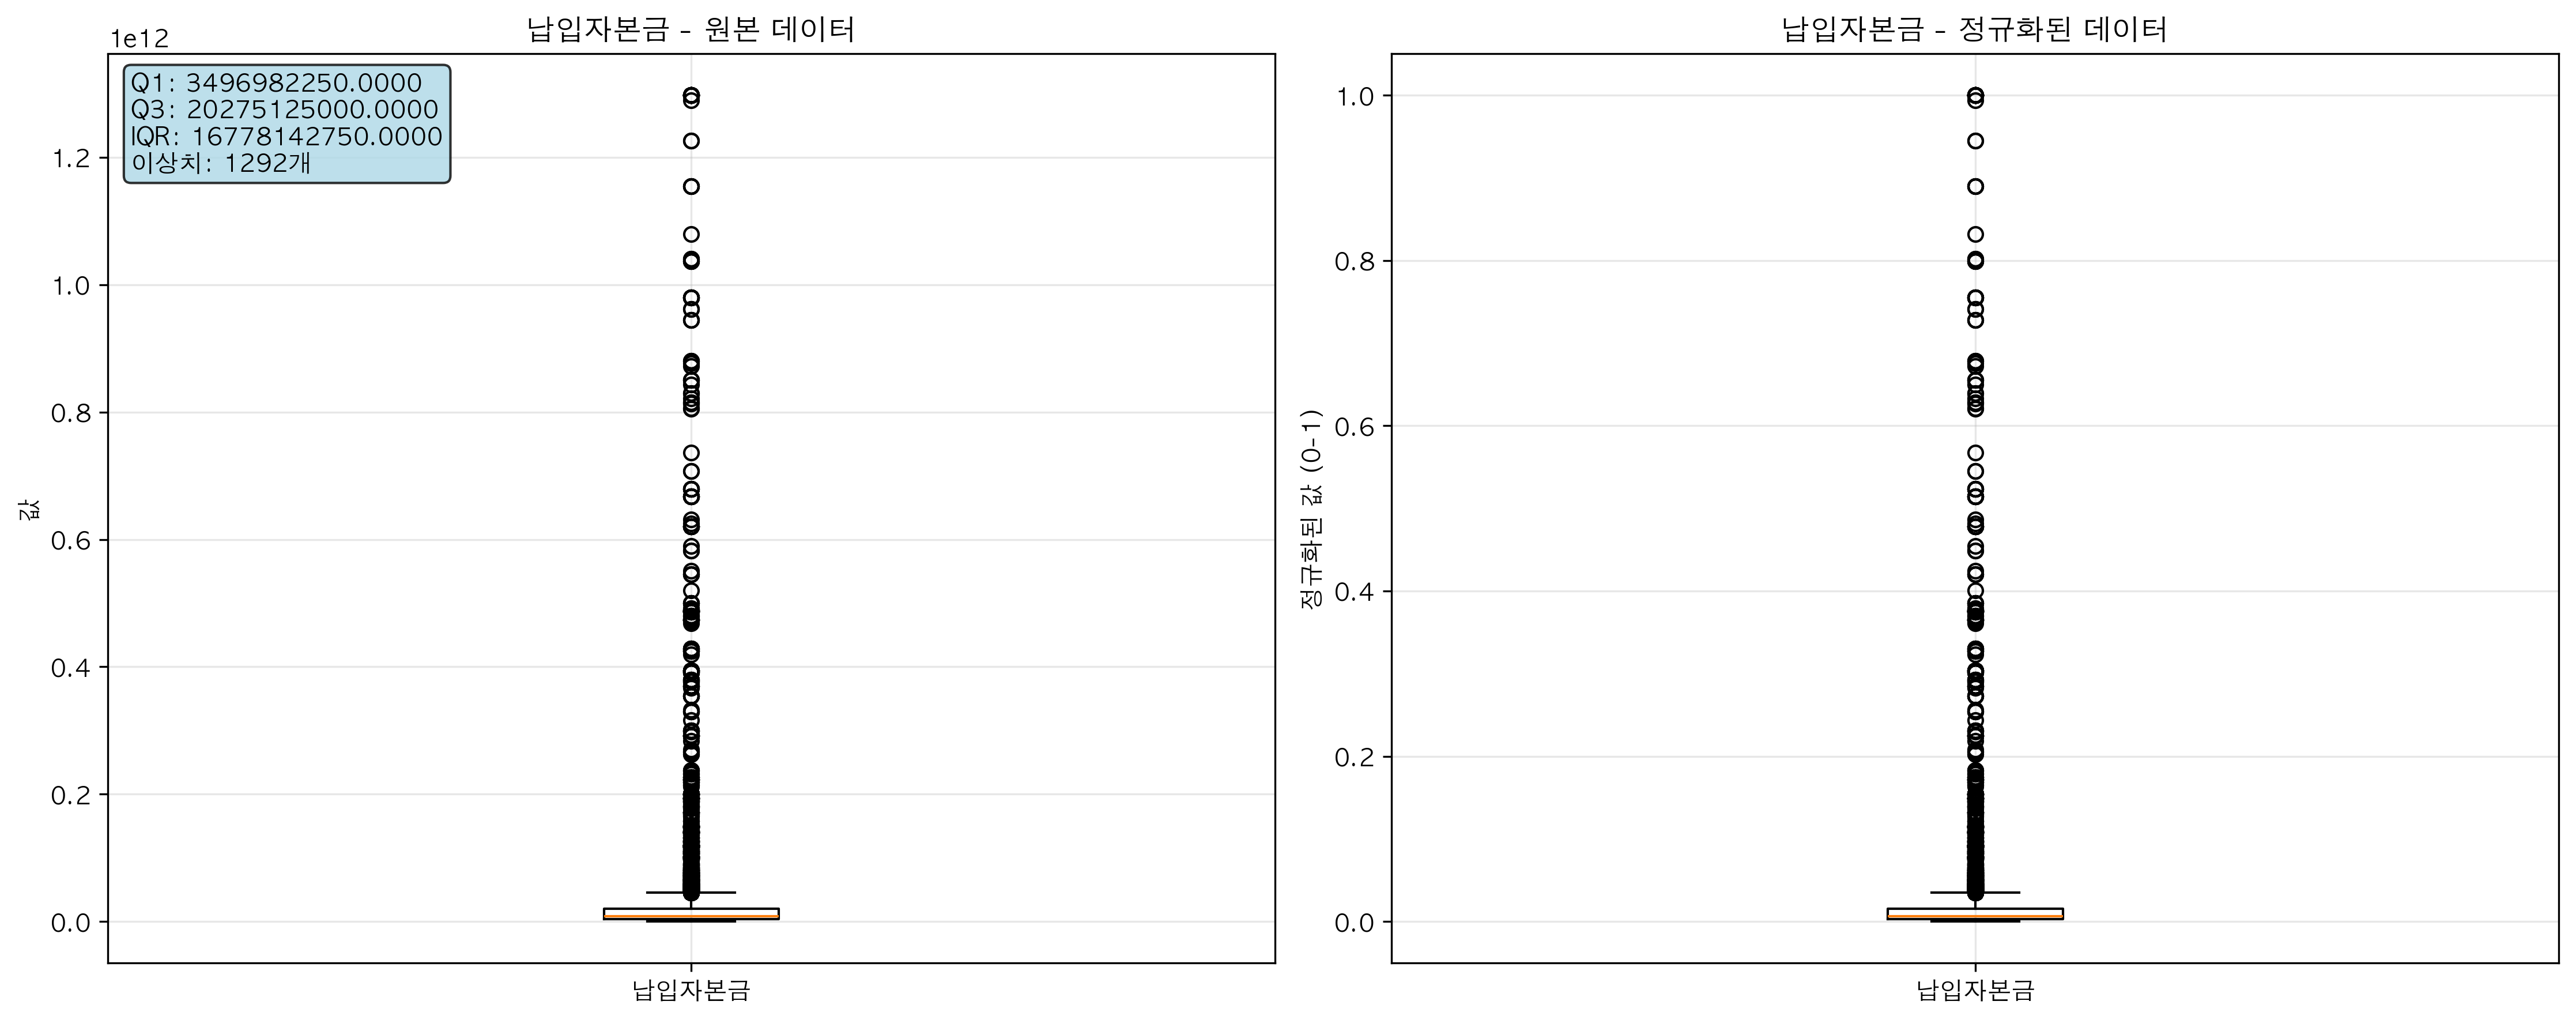 납입자본금 - 원본 데이터
1e12
Q1: 3496982250.0000
Q3: 20275125000.0000
IQR: 16778142750.0000
이상치: 1292개
1.2
1.0
0.8
0.6
0.4
0.2
0.0
값
납입자본금
납입자본금 - 정규화된 데이터
1.0
0.8
0.6
0.4
0.2
0.0
정규화된 값 (0-1)
납입자본금